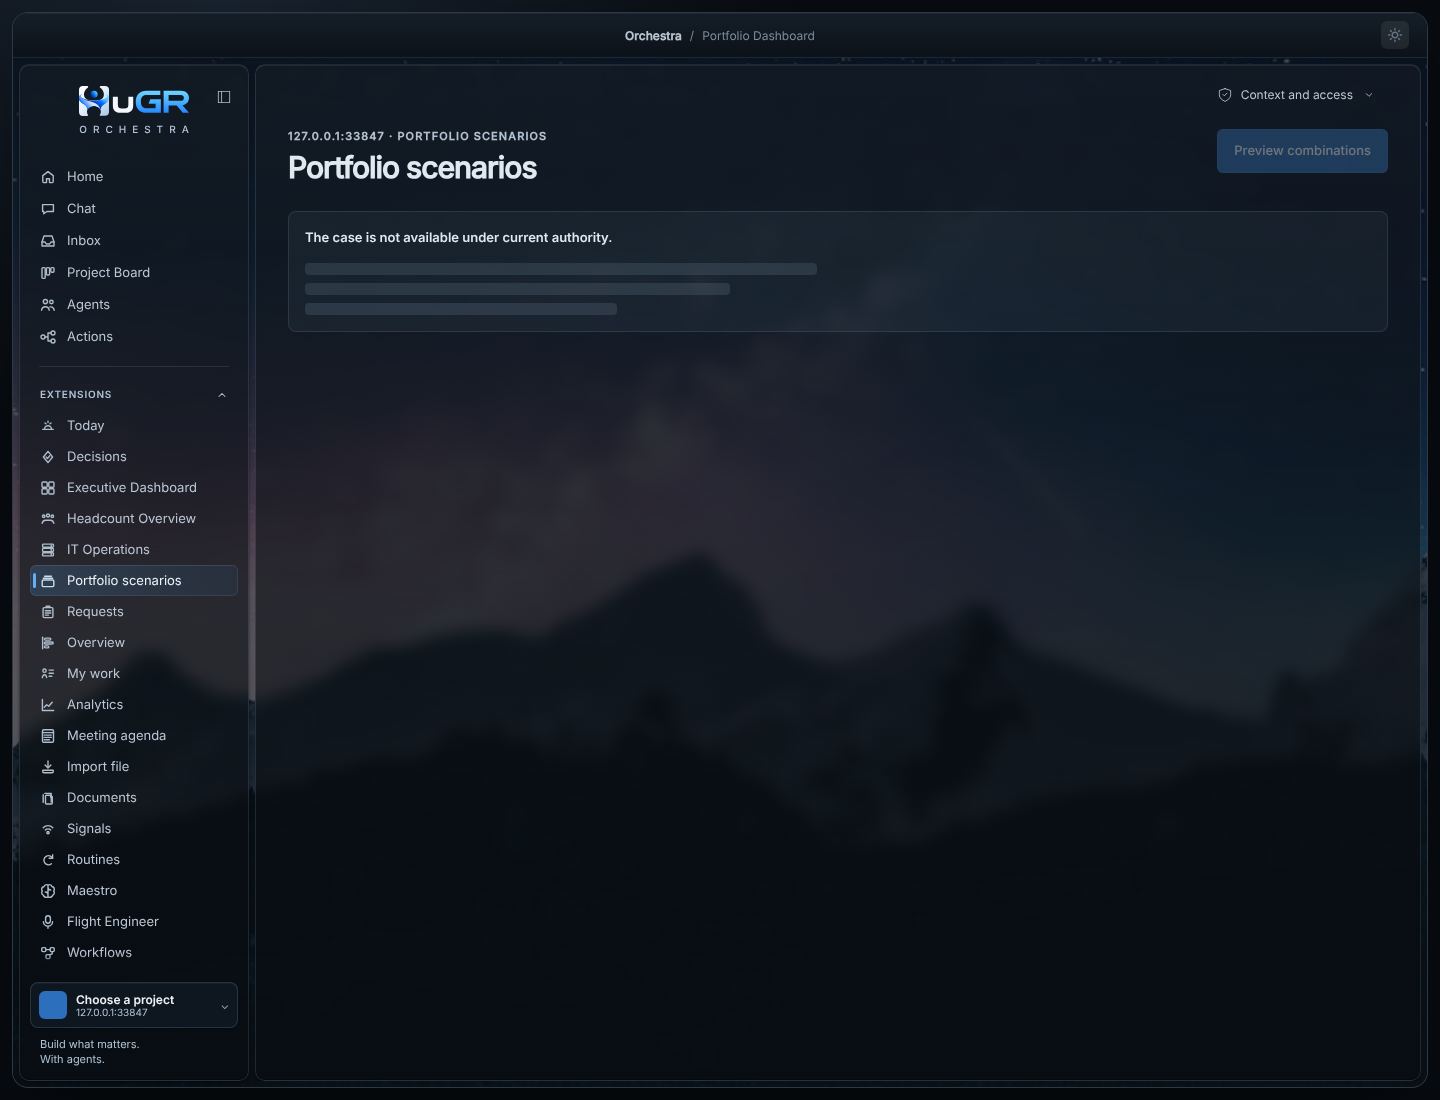 Orchestra / Portfolio Dashboard
HuGR
ORCHESTRA
Home
Chat
Inbox
Project Board
Agents
Actions
EXTENSIONS
Today
Decisions
Executive Dashboard
Headcount Overview
IT Operations
Portfolio scenarios
Requests
Overview
My work
Analytics
Meeting agenda
Import file
Documents
Signals
Routines
Maestro
Flight Engineer
Workflows
Choose a project
127.0.0.1:33847
Build what matters.
With agents.
Context and access
127.0.0.1:33847 · PORTFOLIO SCENARIOS
Portfolio scenarios
Preview combinations
The case is not available under current authority.